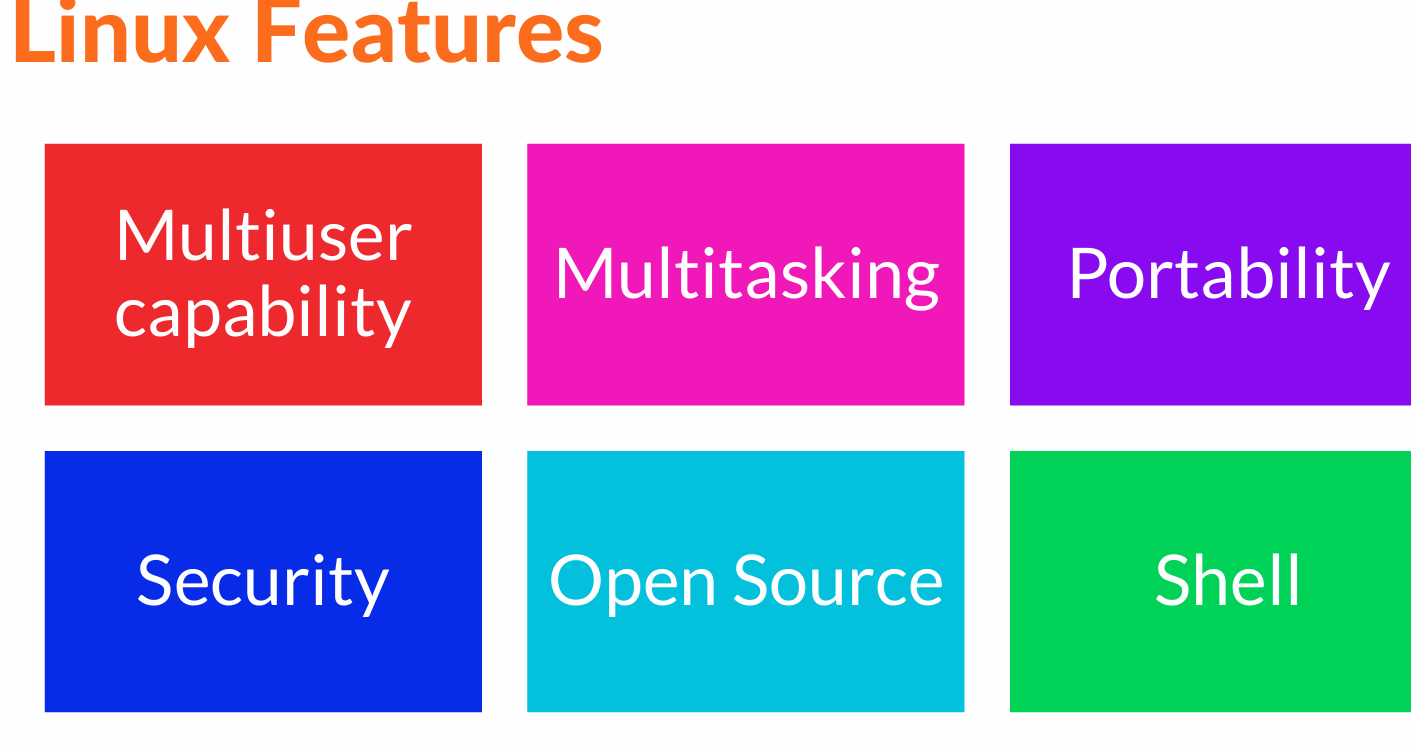 Linux Features
Multiuser
capability
Multitasking
Portability
Security
Open Source
Shell